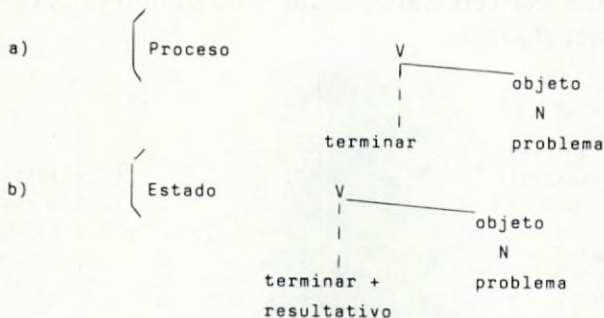 a) Proceso V
objeto
N
terminar problema
b) Estado V
objeto
N
terminar + problema
resultativo